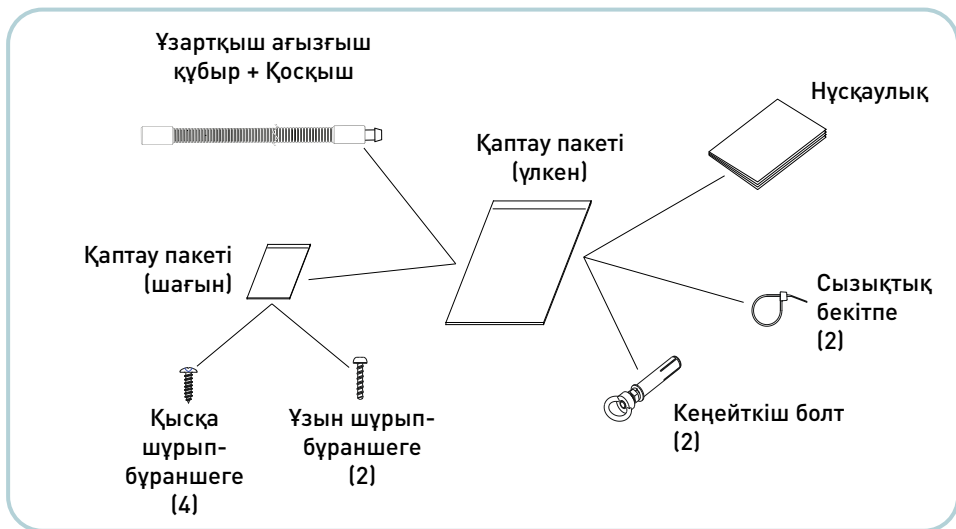 Ұзартқыш ағызғыш
құбыр + Қосқыш
Нұсқаулық
Қаптау пакеті
(үлкен)
Қаптау пакеті
(шағын)
Сызықтық
бекітпе
(2)
Кеңейткіш болт
(2)
Қысқа
шұрып-
бұраншеге
(4)
Ұзын шұрып-
бұраншеге
(2)